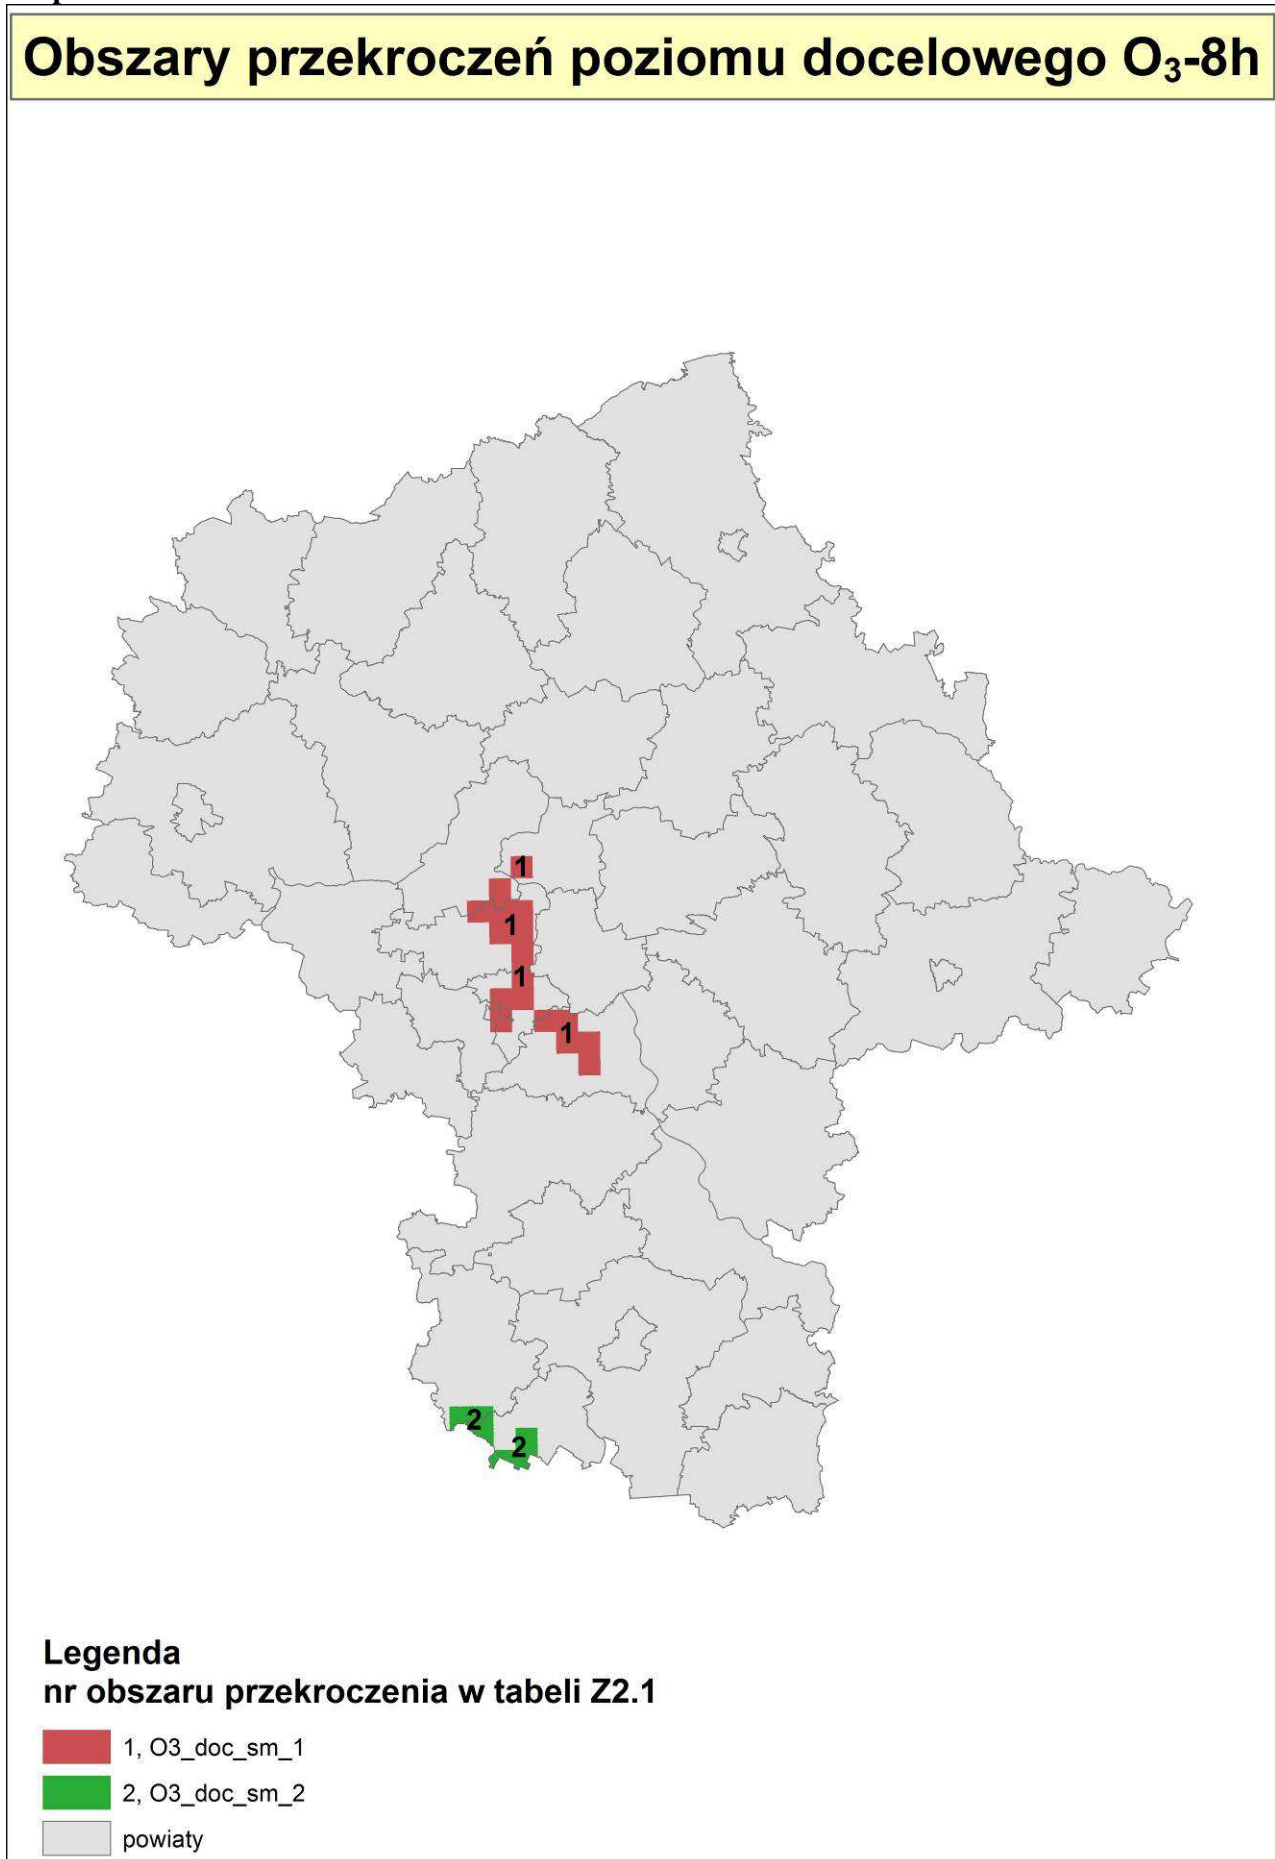 Obszary przekroczeń poziomu docelowego O₃-8h
1
1
1
1
2
2
Legenda
nr obszaru przekroczenia w tabeli Z2.1
1, O3_doc_sm_1
2, O3_doc_sm_2
powiaty